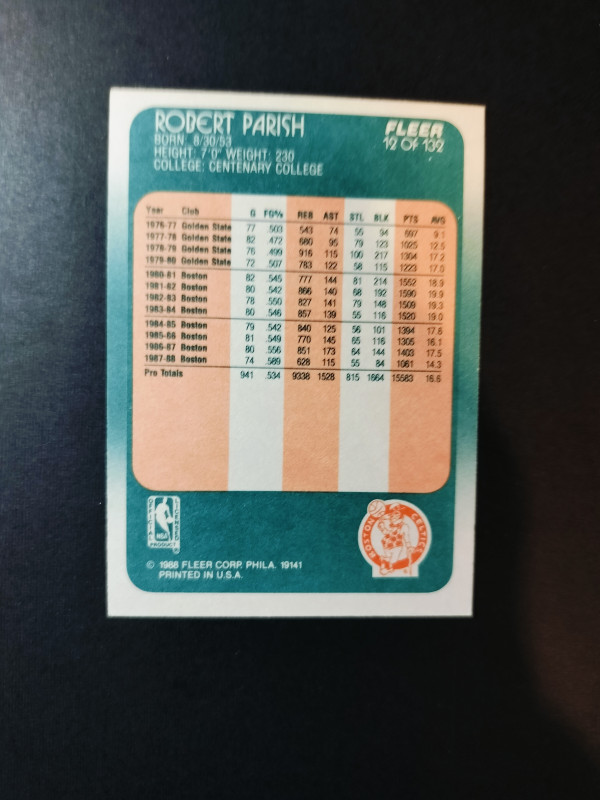 ROBERT PARISH
BORN: 8/30/53
HEIGHT: 7'0" WEIGHT: 230
COLLEGE: CENTENARY COLLEGE
FLEER
12 OF 132
Year Club G FG% REB AST STL BLK PTS AVG
1976-77 Golden State 77 .503 543 74 55 94 697 9.1
1977-78 Golden State 82 .472 680 95 79 123 1025 12.5
1978-79 Golden State 76 .499 916 115 100 217 1304 17.2
1979-80 Golden State 72 .507 783 122 58 115 1223 17.0
1980-81 Boston 82 .545 777 144 81 214 1552 18.9
1981-82 Boston 80 .542 866 140 68 192 1590 19.9
1982-83 Boston 78 .550 827 141 79 148 1509 19.3
1983-84 Boston 80 .546 857 139 55 116 1520 19.0
1984-85 Boston 79 .542 840 125 56 101 1394 17.6
1985-86 Boston 81 .549 770 145 65 116 1305 16.1
1986-87 Boston 80 .556 851 173 64 144 1403 17.5
1987-88 Boston 74 .589 628 115 55 84 1061 14.3
Pro Totals 941 .534 9338 1528 815 1664 15583 16.6
OFFICIAL LICENSED
NBA
PRODUCT
BOSTON CELTICS
© 1988 FLEER CORP. PHILA. 19141
PRINTED IN U.S.A.